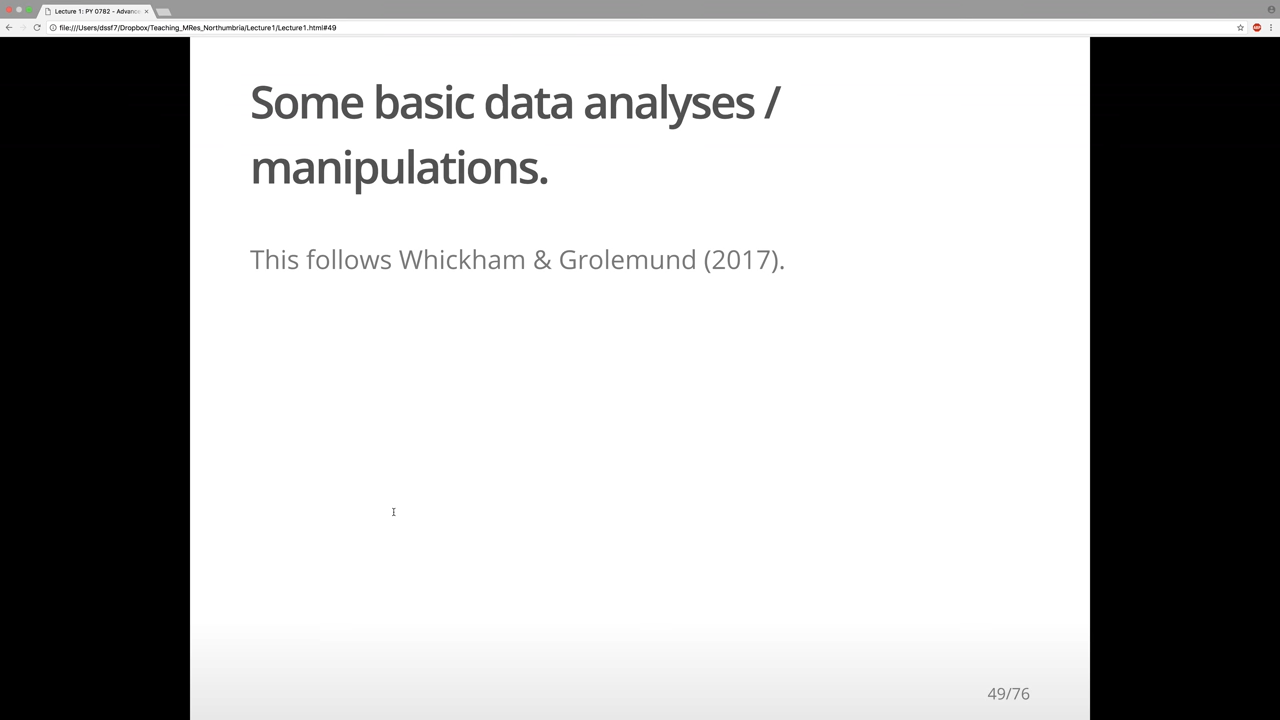 Lecture 1: PY 0782 - Advanc
file:///Users/dssf7/Dropbox/Teaching_MRes_Northumbria/Lecture1/Lecture1.html#49
Some basic data analyses /
manipulations.
This follows Whickham & Grolemund (2017).
49/76